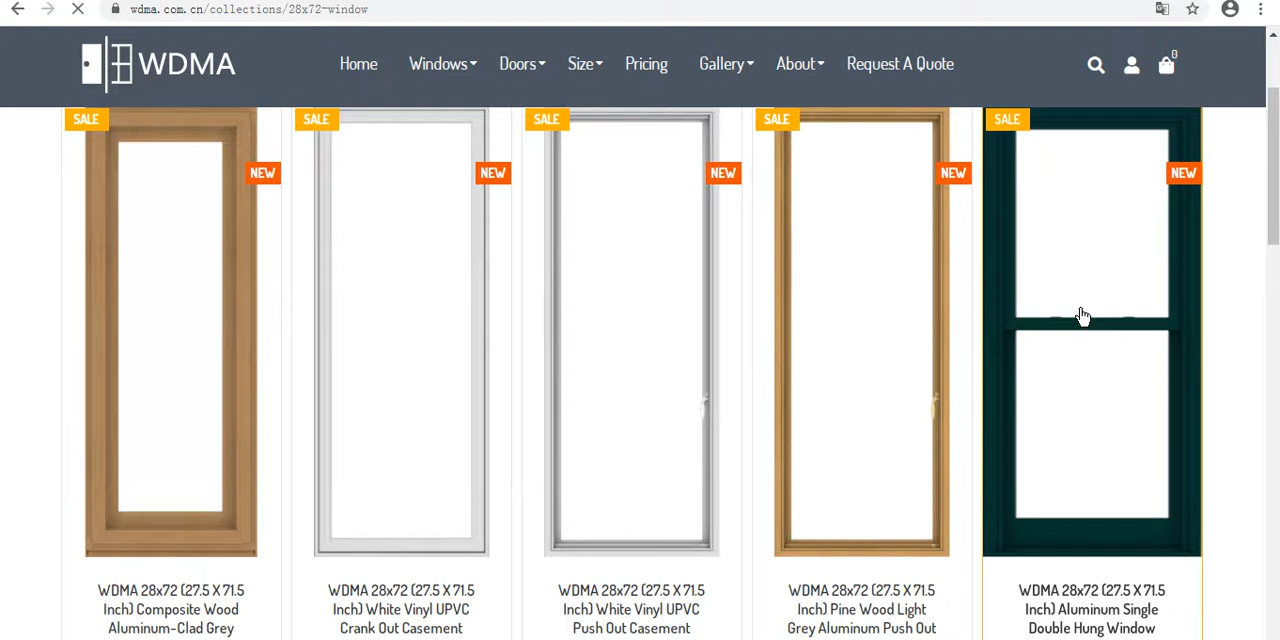 wdma.com.cn/collections/28x72-window
WDMA
Home
Windows
Doors
Size
Pricing
Gallery
About
Request A Quote
0
SALE
SALE
SALE
SALE
SALE
NEW
NEW
NEW
NEW
NEW
WDMA 28x72 (27.5 X 71.5
Inch) Composite Wood
Aluminum-Clad Grey
WDMA 28x72 (27.5 X 71.5
Inch) White Vinyl UPVC
Crank Out Casement
WDMA 28x72 (27.5 X 71.5
Inch) White Vinyl UPVC
Push Out Casement
WDMA 28x72 (27.5 X 71.5
Inch) Pine Wood Light
Grey Aluminum Push Out
WDMA 28x72 (27.5 X 71.5
Inch) Aluminum Single
Double Hung Window